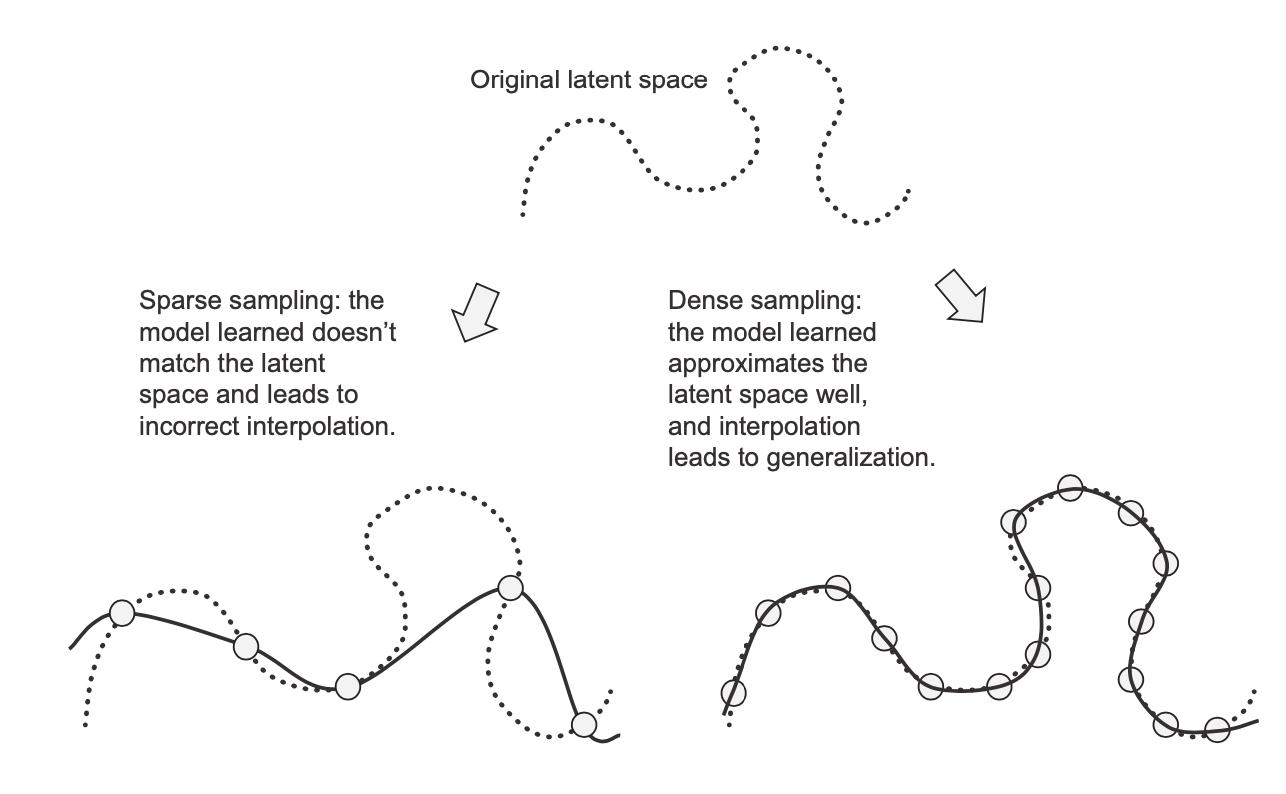 Original latent space
Sparse sampling: the
model learned doesn’t
match the latent
space and leads to
incorrect interpolation.
Dense sampling:
the model learned
approximates the
latent space well,
and interpolation
leads to generalization.